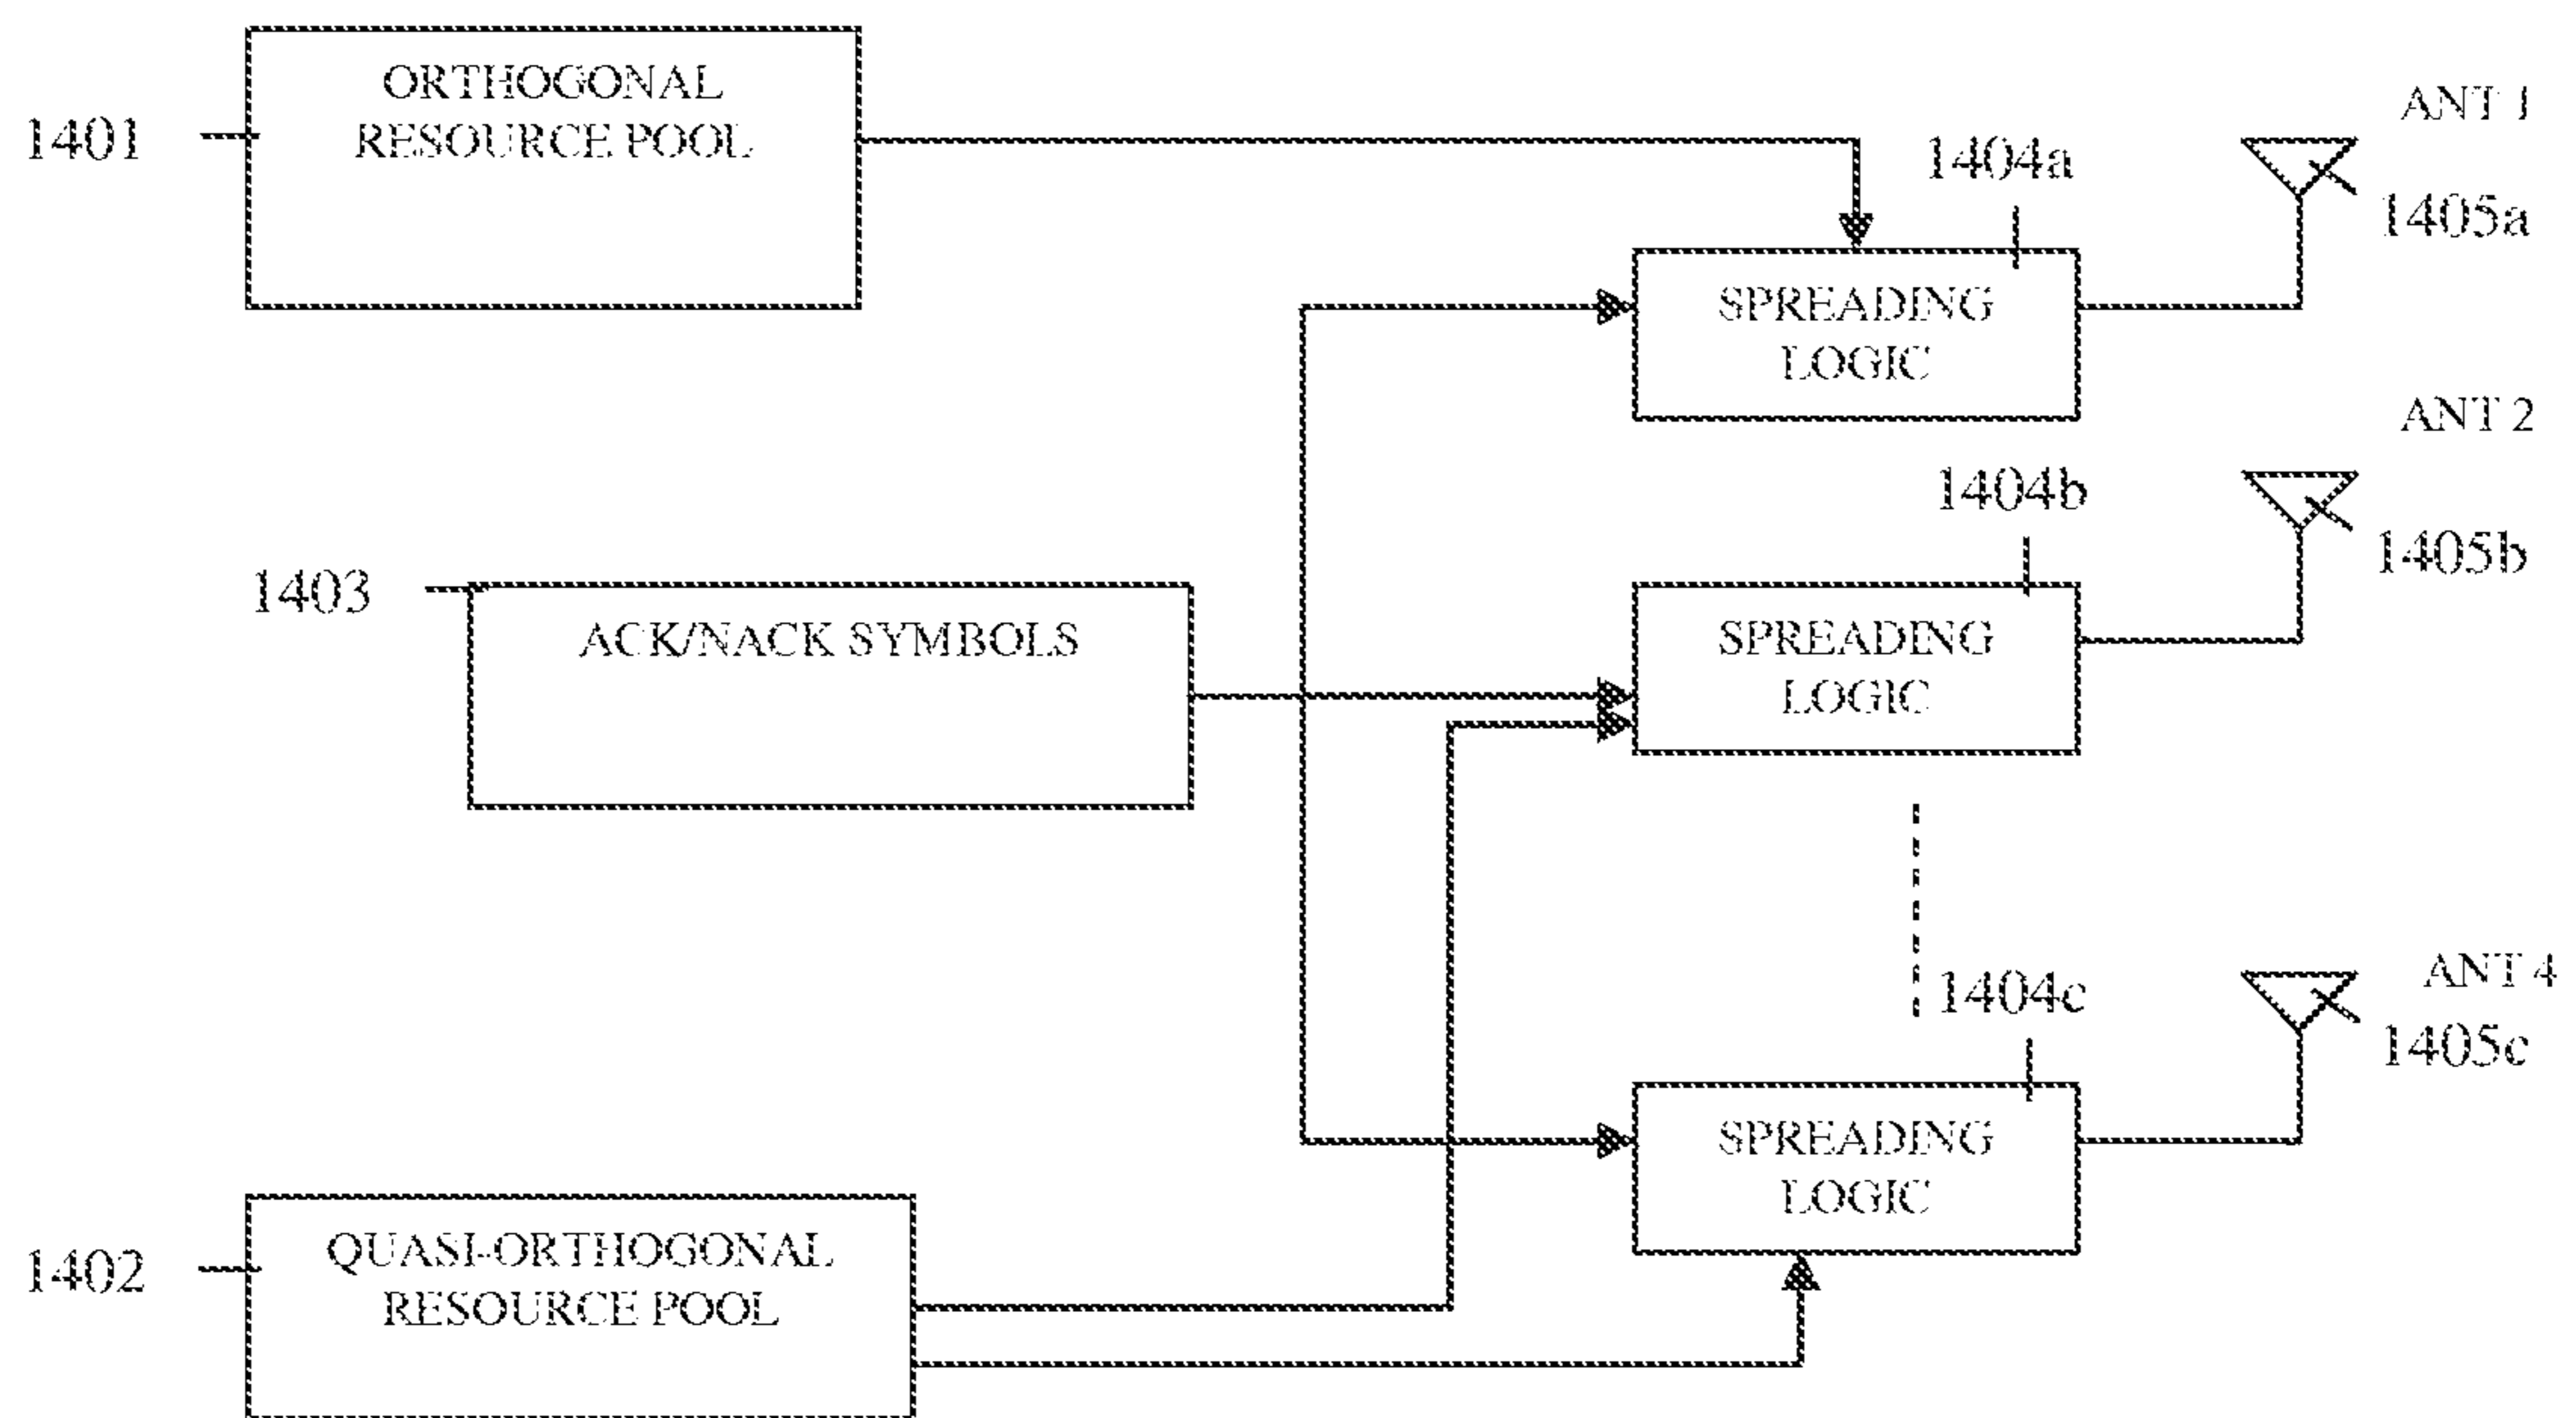 ORTHOGONAL
RESOURCE POOL
1401
ANT 1
1404a
1405a
SPREADING
LOGIC
ANT 2
1404b
1405b
1403
ACK/NACK SYMBOLS
SPREADING
LOGIC
ANT 4
1404c
1405c
SPREADING
LOGIC
1402
QUASI-ORTHOGONAL
RESOURCE POOL